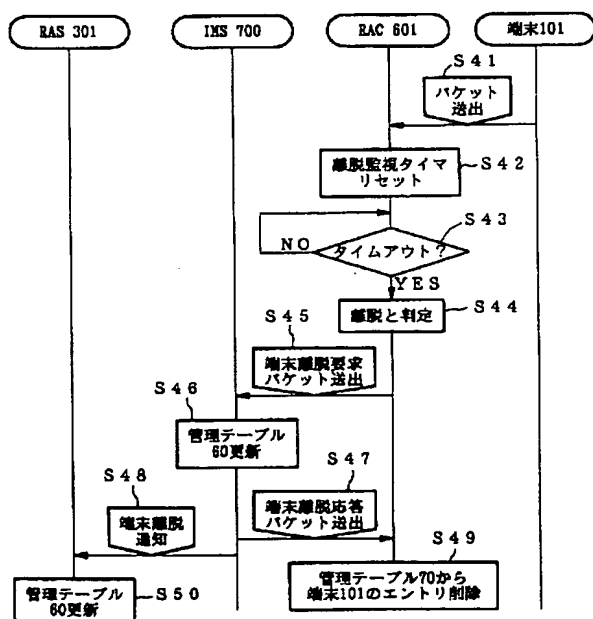 RAS 301
IMS 700
RAC 601
端末101
S41
パケット
送出
離脱監視タイマ
リセット
S42
S43
タイムアウト?
NO
YES
離脱と判定
S44
S45
端末離脱要求
パケット送出
S46
管理テーブル
60更新
S47
端末離脱応答
パケット送出
S48
端末離脱
通知
S49
管理テーブル70から
端末101のエントリ削除
管理テーブル
60更新
S50